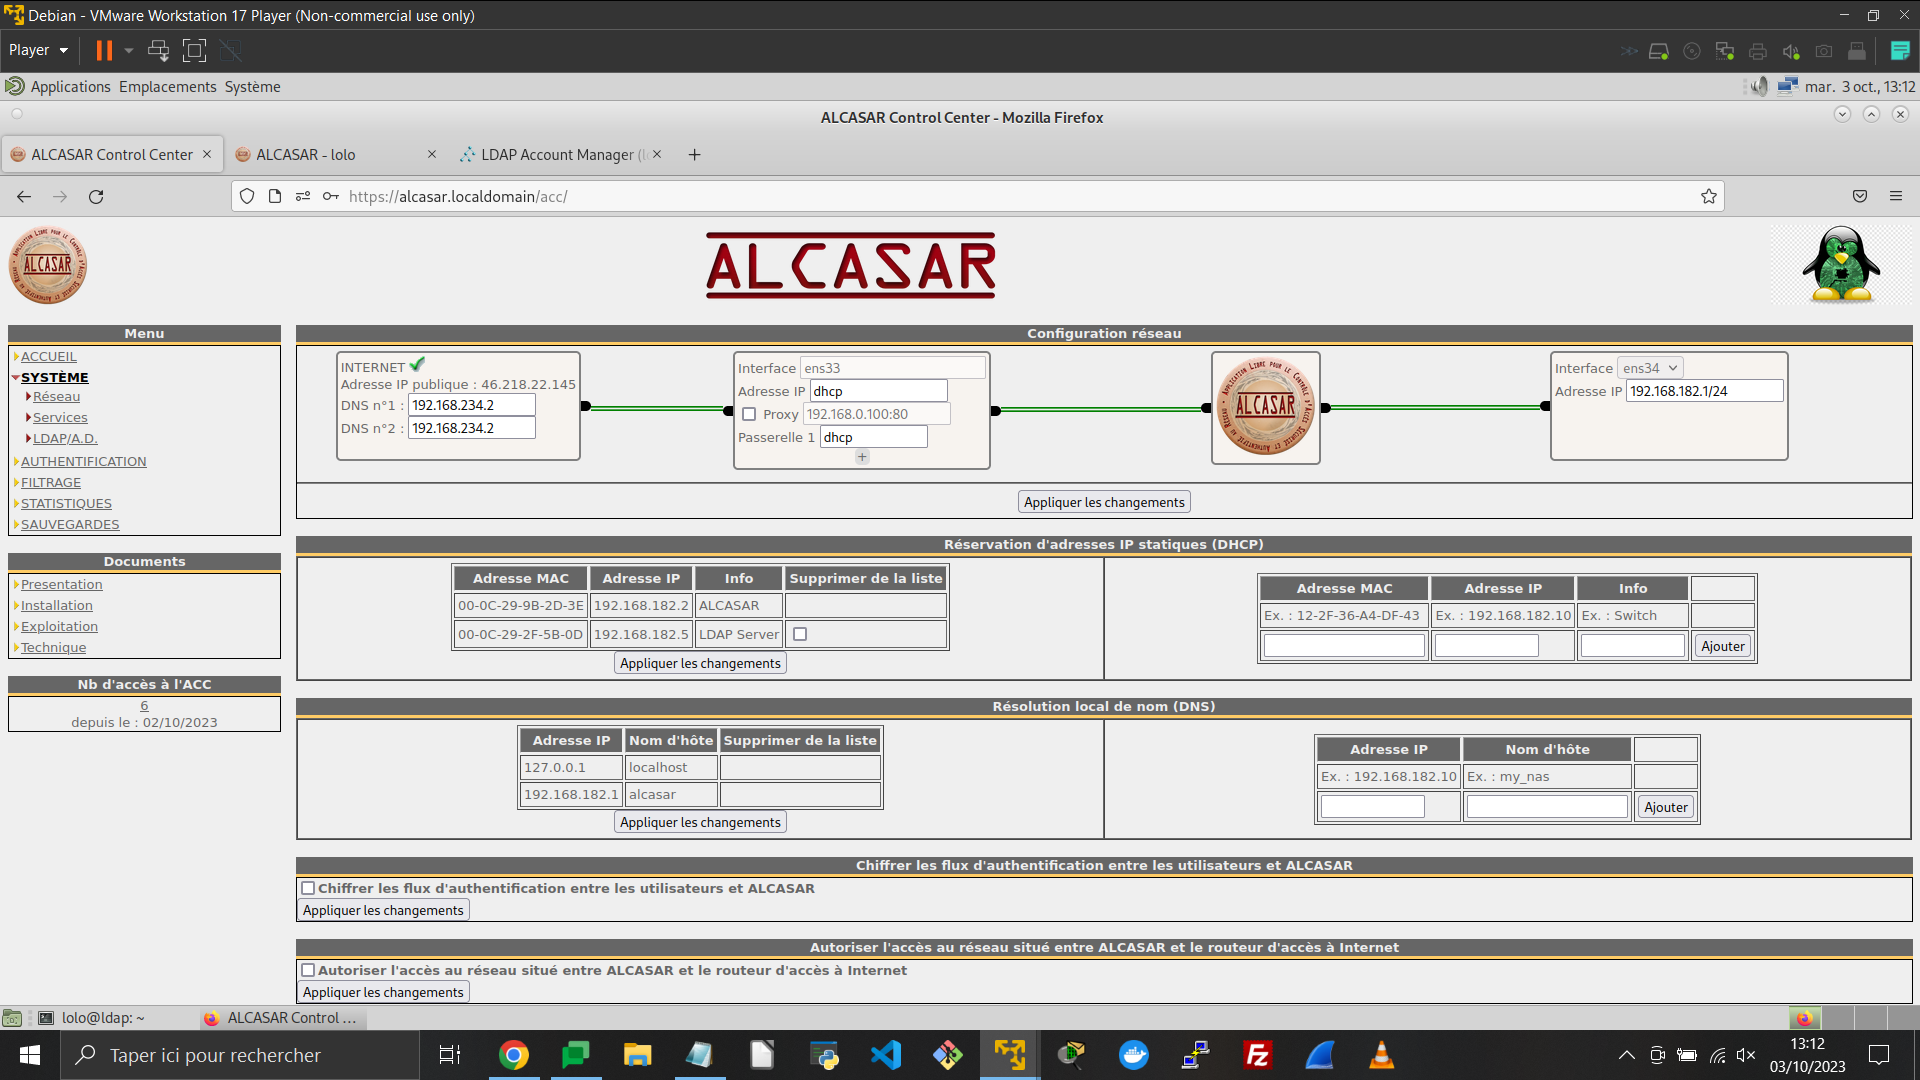 Debian - VMware Workstation 17 Player (Non-commercial use only)
Player
Applications Emplacements Système
mar. 3 oct., 13:12
ALCASAR Control Center - Mozilla Firefox
ALCASAR Control Center
ALCASAR - lolo
LDAP Account Manager (l
https://alcasar.localdomain/acc/
ALCASAR
ALCASAR
Menu
ACCUEIL
SYSTÈME
Réseau
Services
LDAP/A.D.
AUTHENTIFICATION
FILTRAGE
STATISTIQUES
SAUVEGARDES
Documents
Presentation
Installation
Exploitation
Technique
Nb d'accès à l'ACC
6
depuis le : 02/10/2023
Configuration réseau
INTERNET
Adresse IP publique : 46.218.22.145
DNS n°1 : 192.168.234.2
DNS n°2 : 192.168.234.2
Interface ens33
Adresse IP dhcp
Proxy 192.168.0.100:80
Passerelle 1 dhcp
+
ALCASAR
Interface ens34
Adresse IP 192.168.182.1/24
Appliquer les changements
Réservation d'adresses IP statiques (DHCP)
Adresse MAC Adresse IP Info Supprimer de la liste
00-0C-29-9B-2D-3E 192.168.182.2 ALCASAR
00-0C-29-2F-5B-0D 192.168.182.5 LDAP Server
Appliquer les changements
Adresse MAC Adresse IP Info
Ex. : 12-2F-36-A4-DF-43 Ex. : 192.168.182.10 Ex. : Switch
Ajouter
Résolution local de nom (DNS)
Adresse IP Nom d'hôte Supprimer de la liste
127.0.0.1 localhost
192.168.182.1 alcasar
Appliquer les changements
Adresse IP Nom d'hôte
Ex. : 192.168.182.10 Ex. : my_nas
Ajouter
Chiffrer les flux d'authentification entre les utilisateurs et ALCASAR
Chiffrer les flux d'authentification entre les utilisateurs et ALCASAR
Appliquer les changements
Autoriser l'accès au réseau situé entre ALCASAR et le routeur d'accès à Internet
Autoriser l'accès au réseau situé entre ALCASAR et le routeur d'accès à Internet
Appliquer les changements
lolo@ldap: ~
ALCASAR Control ...
Taper ici pour rechercher
13:12
03/10/2023